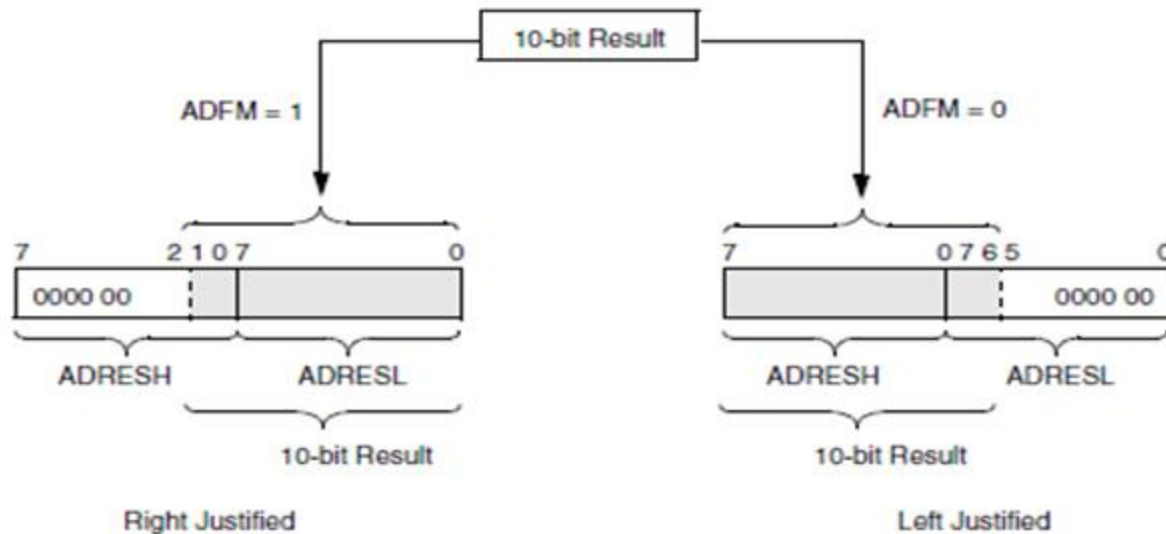 10-bit Result
ADFM = 1
ADFM = 0
7 2 1 0 7 0
7 0 7 6 5 0
0000 00
0000 00
ADRESH ADRESL
ADRESH ADRESL
10-bit Result
10-bit Result
Right Justified
Left Justified